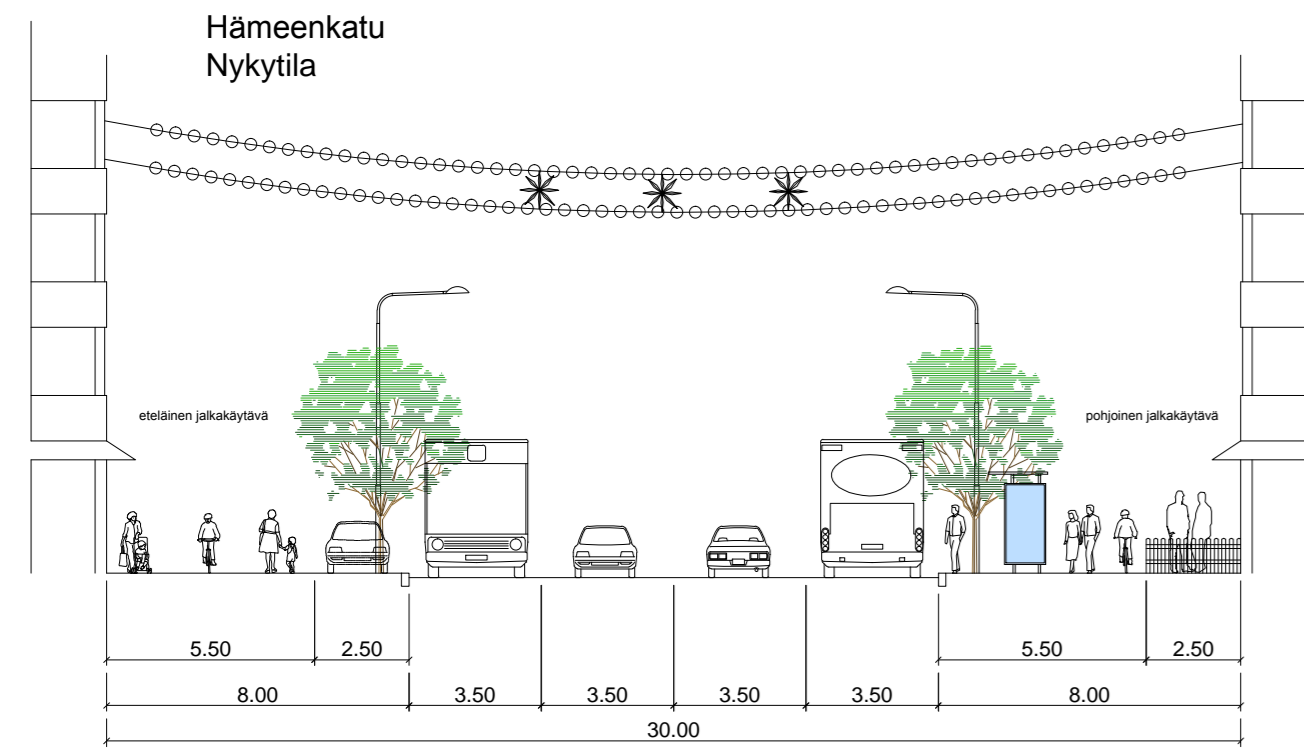 Hämeenkatu
Nykytila
eteläinen jalkakäytävä
pohjoinen jalkakäytävä
5.50 2.50 5.50 2.50
8.00 3.50 3.50 3.50 3.50 8.00
30.00